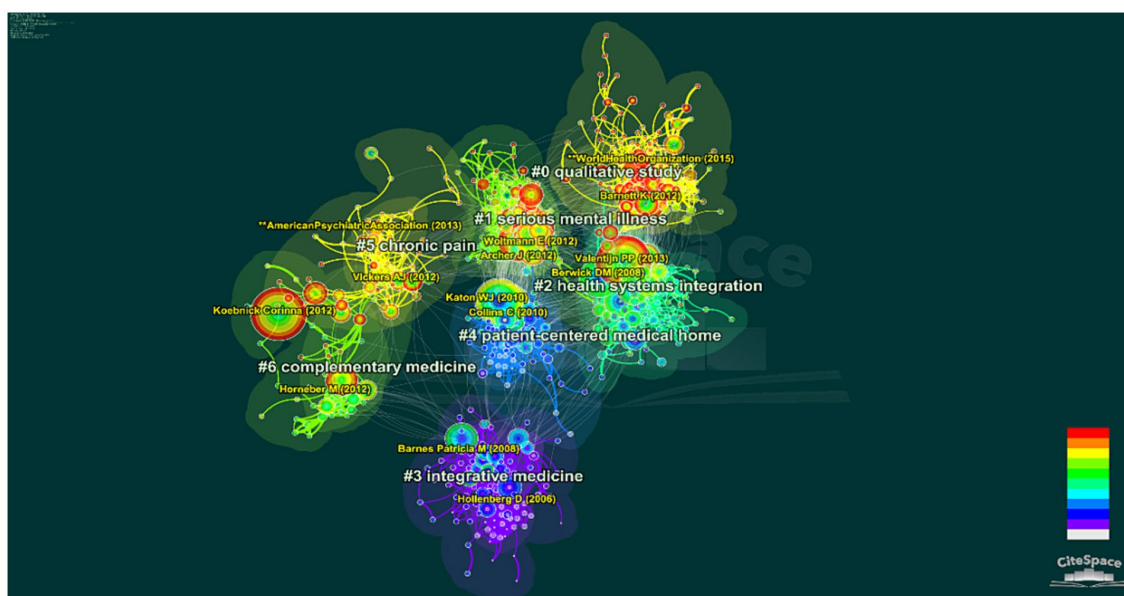 **WorldHealthOrganization (2015)
#0 qualitative study
Barnett K (2012)
#1 serious mental illness
**AmericanPsychiatricAssociation (2013)
#5 chronic pain
Woltmann E (2012)
Archer J (2012)
Valentijn PP (2013)
Berwick DM (2008)
Vickers AJ (2012)
#2 health systems integration
Katon WJ (2010)
Koebnick Corinna (2012)
Collins C (2010)
#4 patient-centered medical home
#6 complementary medicine
Horneber M (2012)
Barnes Patricia M (2008)
#3 integrative medicine
Hollenberg D (2006)
CiteSpace